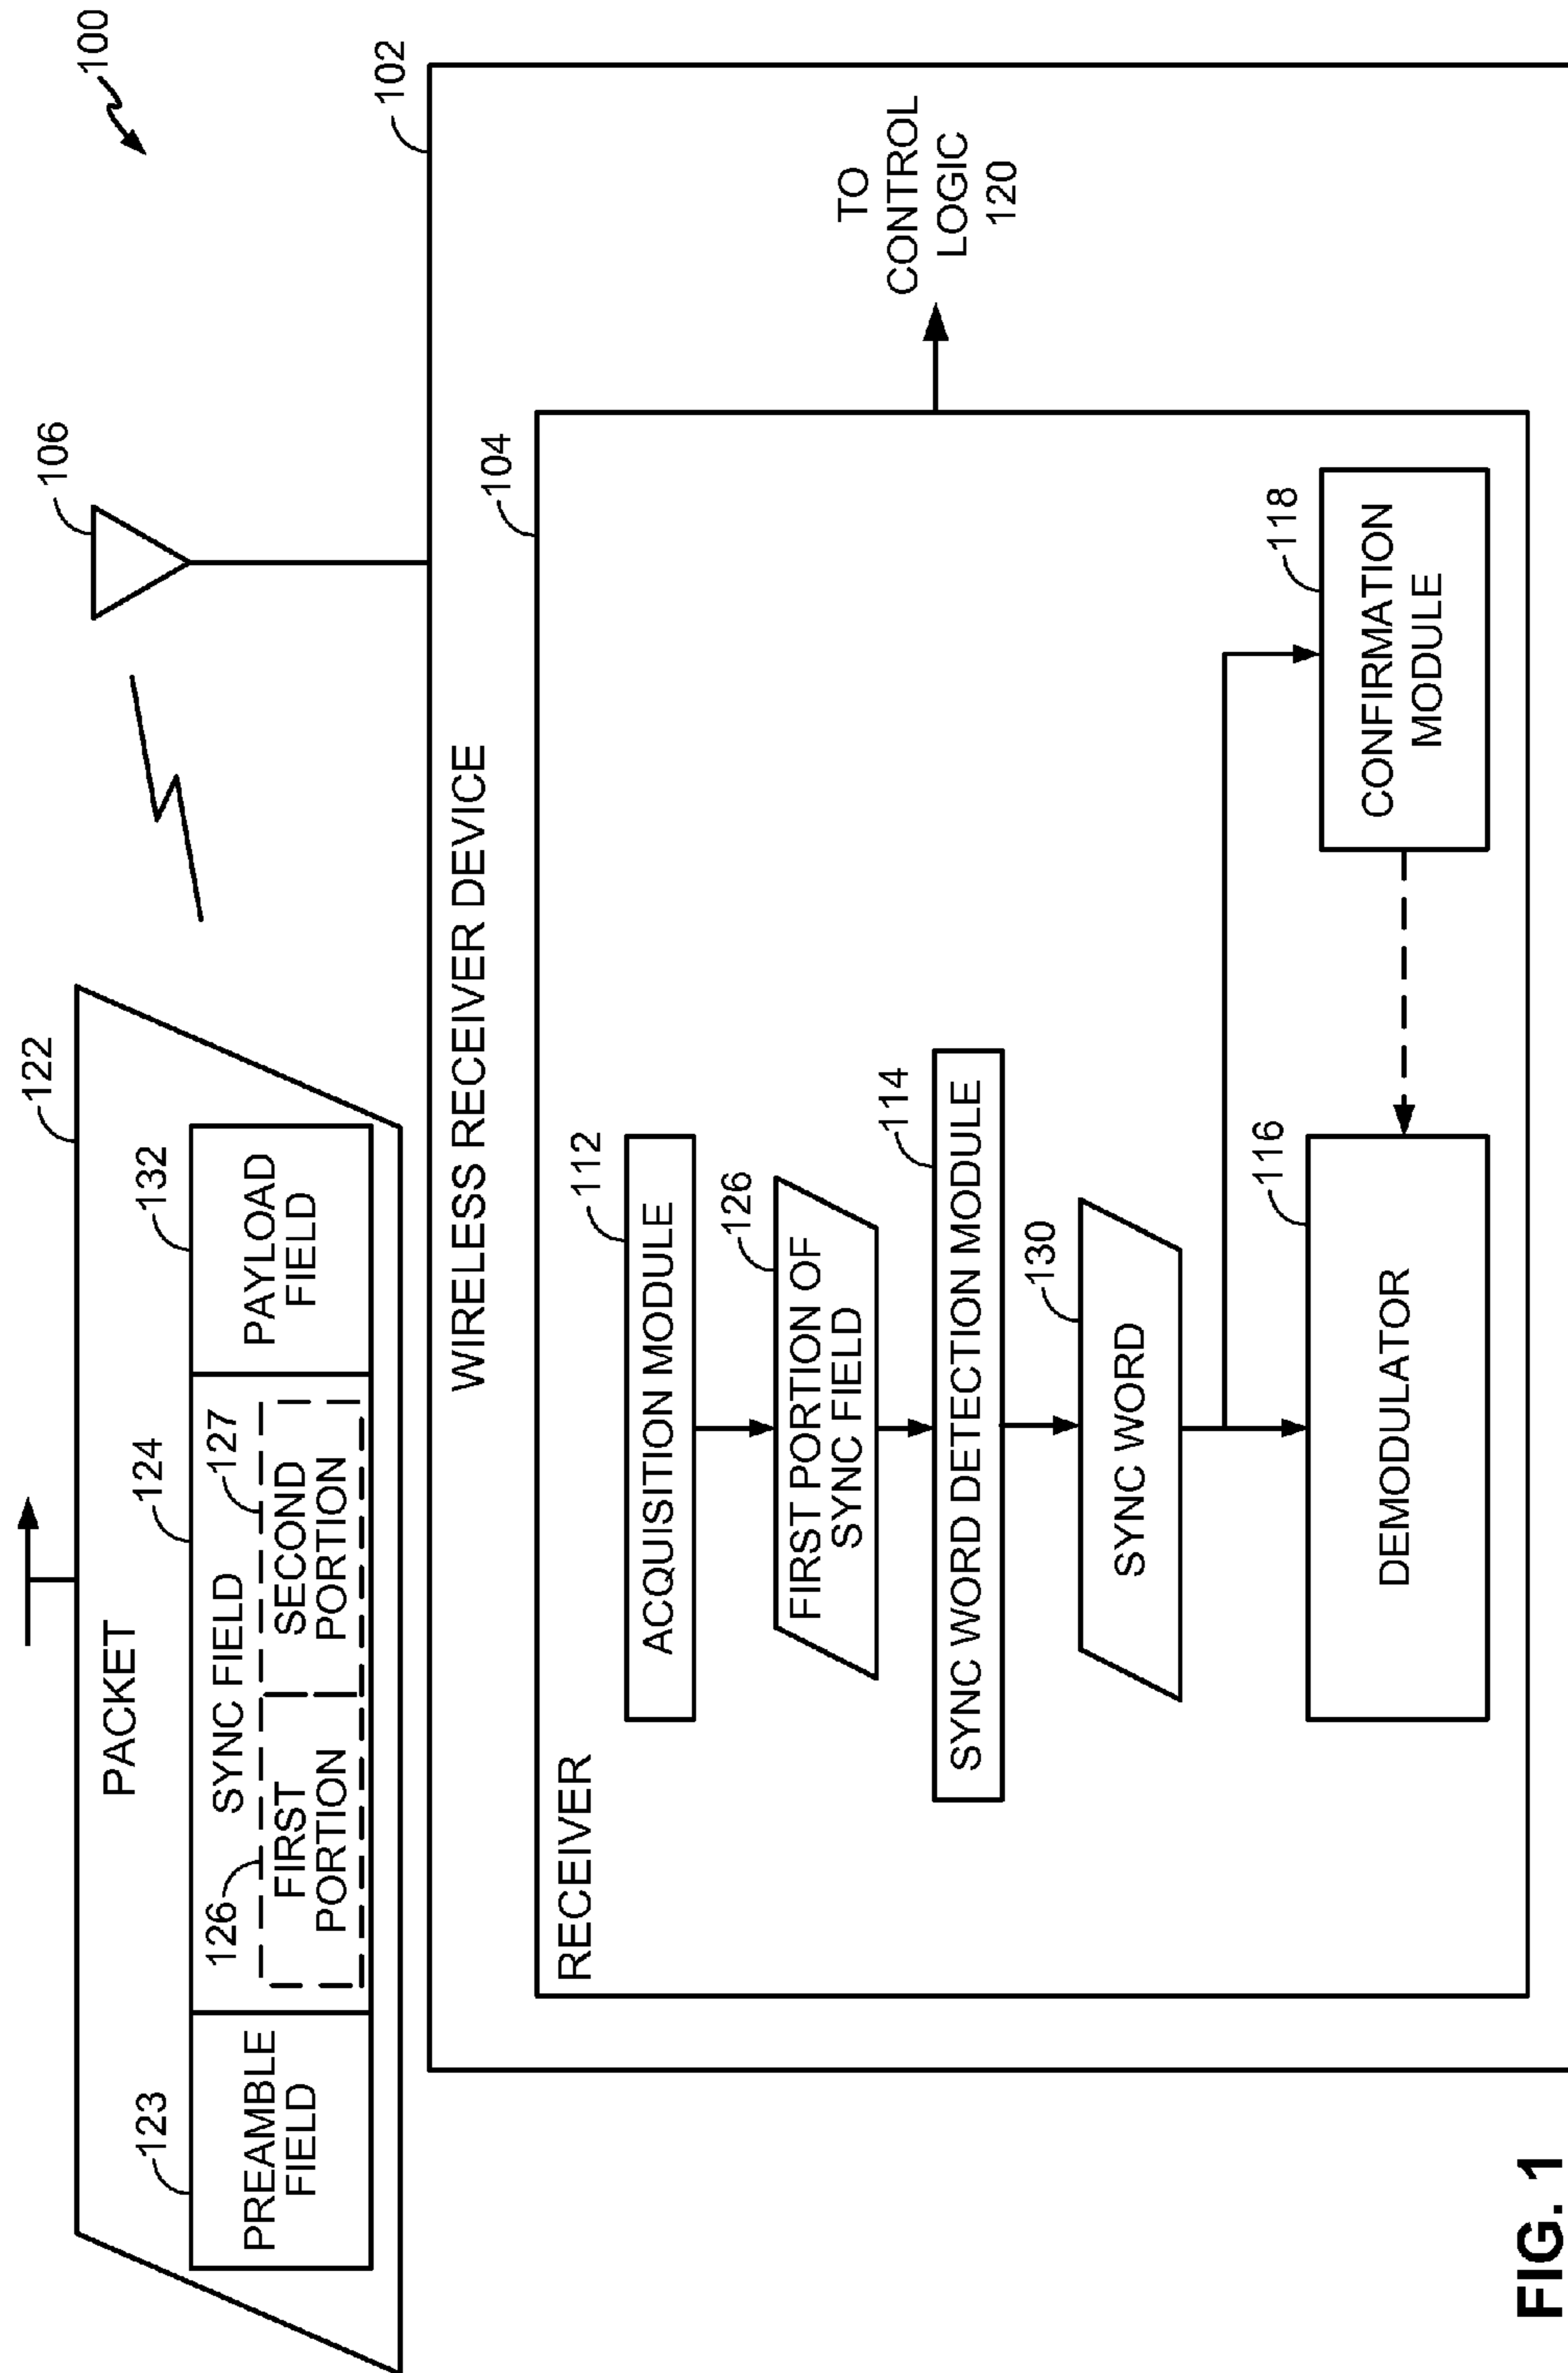 100
122
PACKET
106
123
124
132
PREAMBLE
FIELD
SYNC FIELD
PAYLOAD
FIELD
126
127
FIRST
PORTION
SECOND
PORTION
102
WIRELESS RECEIVER DEVICE
104
RECEIVER
112
ACQUISITION MODULE
126
FIRST PORTION OF
SYNC FIELD
114
SYNC WORD DETECTION MODULE
130
SYNC WORD
116
DEMODULATOR
118
CONFIRMATION
MODULE
TO
CONTROL
LOGIC
120
FIG. 1